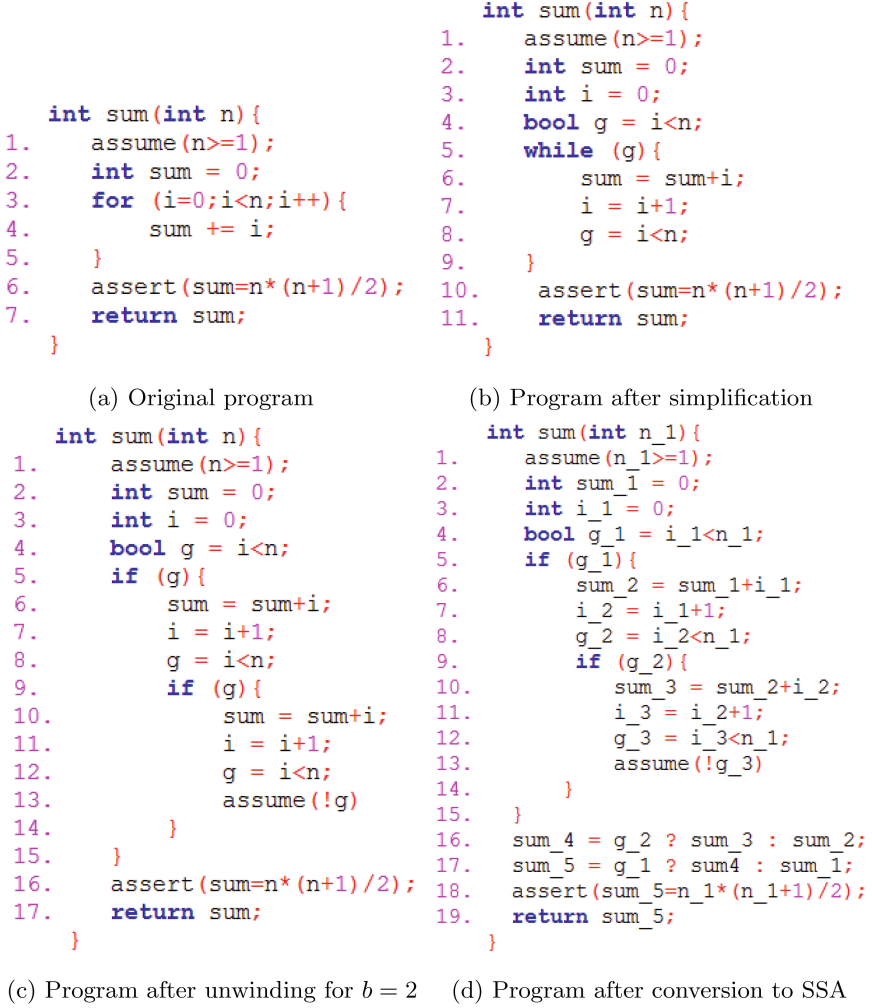 int sum(int n){
1. assume(n>=1);
2. int sum = 0;
3. for (i=0;i<n;i++){
4. sum += i;
5. }
6. assert(sum=n*(n+1)/2);
7. return sum;
}
(a) Original program
int sum(int n){
1. assume(n>=1);
2. int sum = 0;
3. int i = 0;
4. bool g = i<n;
5. while (g){
6. sum = sum+i;
7. i = i+1;
8. g = i<n;
9. }
10. assert(sum=n*(n+1)/2);
11. return sum;
}
(b) Program after simplification
int sum(int n){
1. assume(n>=1);
2. int sum = 0;
3. int i = 0;
4. bool g = i<n;
5. if (g){
6. sum = sum+i;
7. i = i+1;
8. g = i<n;
9. if (g){
10. sum = sum+i;
11. i = i+1;
12. g = i<n;
13. assume(!g)
14. }
15. }
16. assert(sum=n*(n+1)/2);
17. return sum;
}
(c) Program after unwinding for b = 2
int sum(int n_1){
1. assume(n_1>=1);
2. int sum_1 = 0;
3. int i_1 = 0;
4. bool g_1 = i_1<n_1;
5. if (g_1){
6. sum_2 = sum_1+i_1;
7. i_2 = i_1+1;
8. g_2 = i_2<n_1;
9. if (g_2){
10. sum_3 = sum_2+i_2;
11. i_3 = i_2+1;
12. g_3 = i_3<n_1;
13. assume(!g_3)
14. }
15. }
16. sum_4 = g_2 ? sum_3 : sum_2;
17. sum_5 = g_1 ? sum4 : sum_1;
18. assert(sum_5=n_1*(n_1+1)/2);
19. return sum_5;
}
(d) Program after conversion to SSA